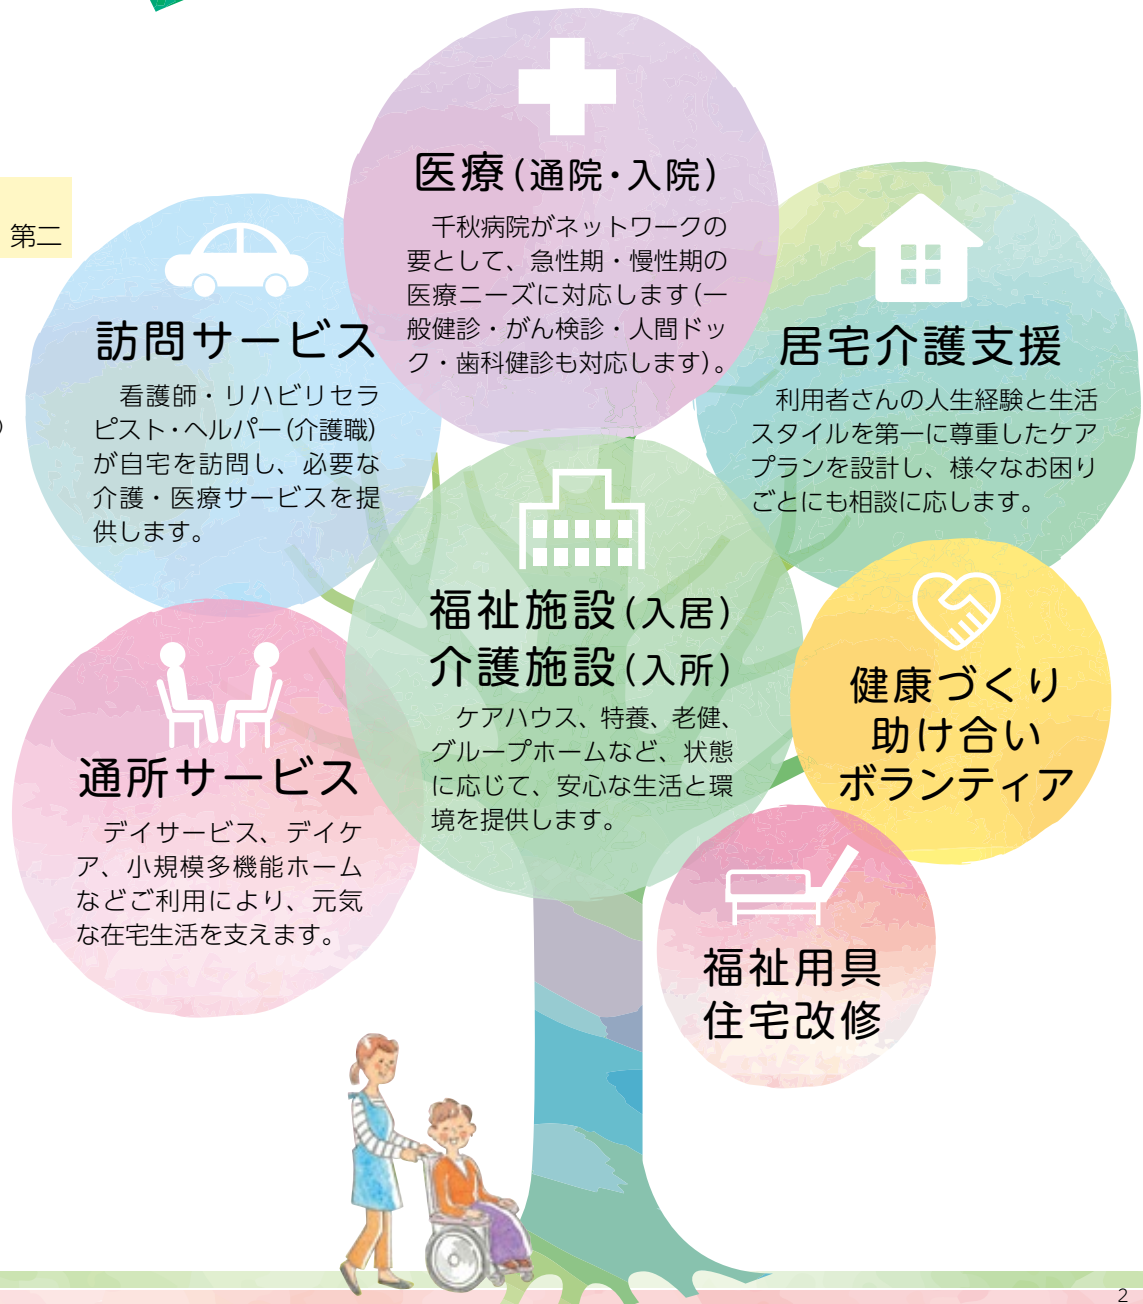 医療（通院・入院）
千秋病院がネットワークの
要として、急性期・慢性期の
医療ニーズに対応します（一
般健診・がん検診・人間ドッ
ク・歯科健診も対応します）。
第二
訪問サービス
看護師・リハビリセラ
ピスト・ヘルパー（介護職）
が自宅を訪問し、必要な
介護・医療サービスを提
供します。
）
居宅介護支援
利用者さんの人生経験と生活
スタイルを第一に尊重したケア
プランを設計し、様々なお困り
ごとにも相談に応じます。
福祉施設（入居）
介護施設（入所）
ケアハウス、特養、老健、
グループホームなど、状態
に応じて、安心な生活と環
境を提供します。
健康づくり
助け合い
ボランティア
通所サービス
デイサービス、デイケ
ア、小規模多機能ホーム
などご利用により、元気
な在宅生活を支えます。
福祉用具
住宅改修
2